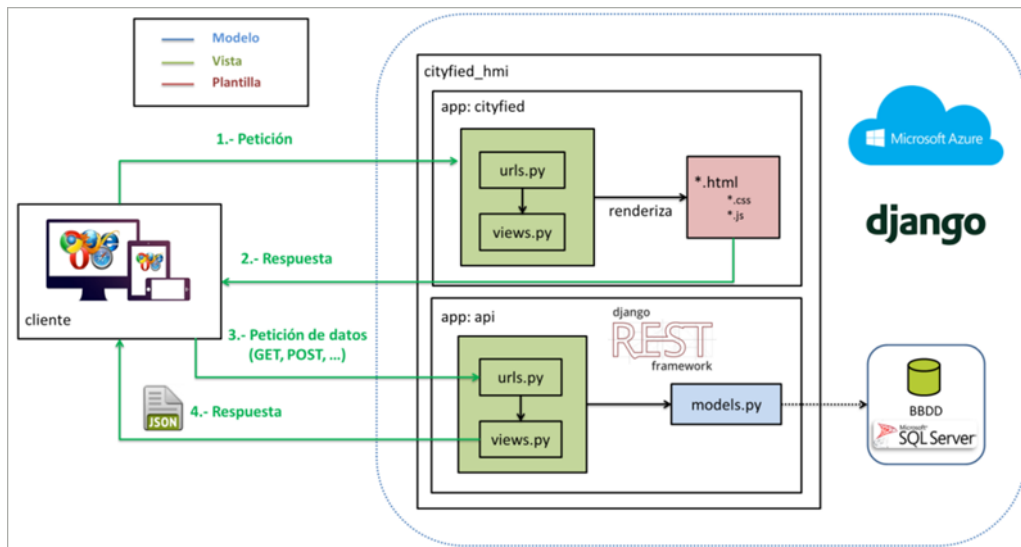 Modelo
Vista
Plantilla
cityfied_hmi
app: cityfied
1.- Petición
urls.py
views.py
renderiza
*.html
*.css
*.js
Microsoft Azure
django
2.- Respuesta
cliente
3.- Petición de datos
(GET, POST, ...)
app: api
django
REST
framework
urls.py
views.py
models.py
JSON
4.- Respuesta
BBDD
Microsoft
SQL Server